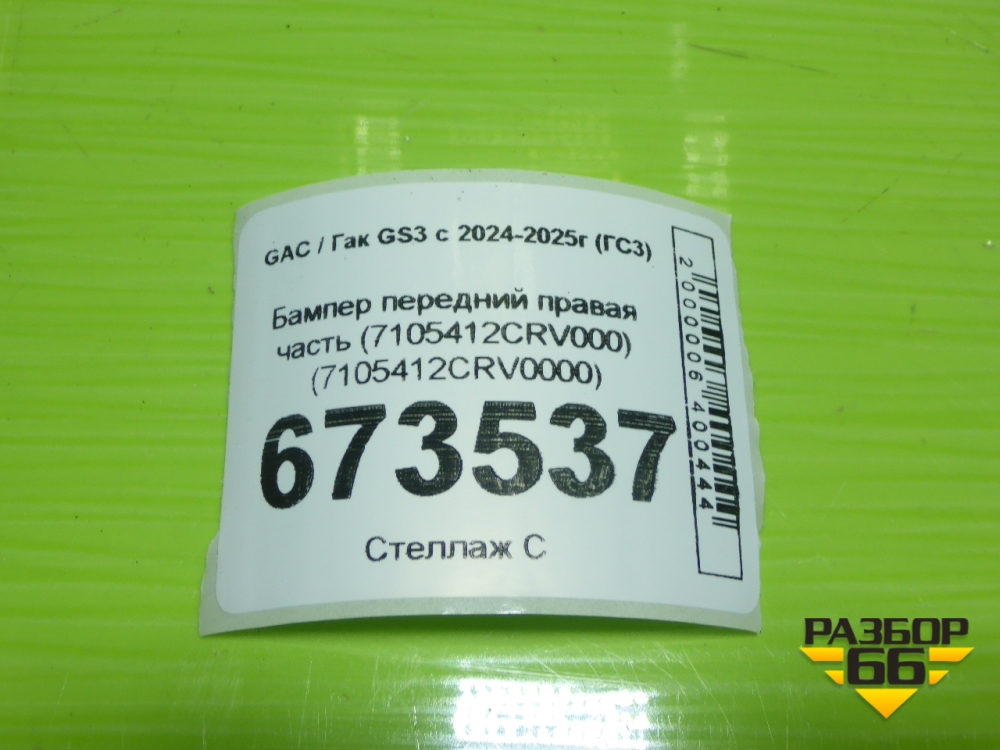 GAC / Гак GS3 с 2024-2025г (ГС3)
Бампер передний правая
часть (7105412CRV000)
(7105412CRV0000)
673537
Стеллаж С
2000006400444
РАЗБОР
66